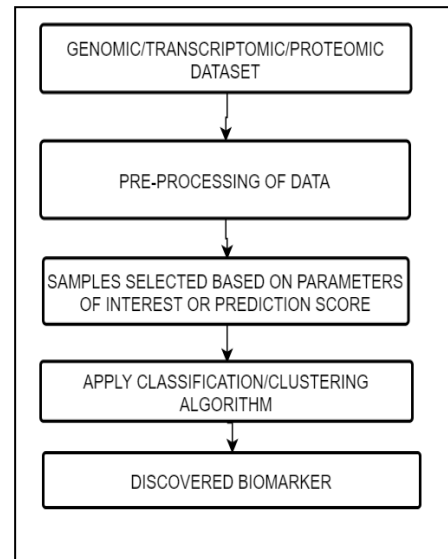 GENOMIC/TRANSCRIPTOMIC/PROTEOMIC
DATASET
PRE-PROCESSING OF DATA
SAMPLES SELECTED BASED ON PARAMETERS
OF INTEREST OR PREDICTION SCORE
APPLY CLASSIFICATION/CLUSTERING
ALGORITHM
DISCOVERED BIOMARKER